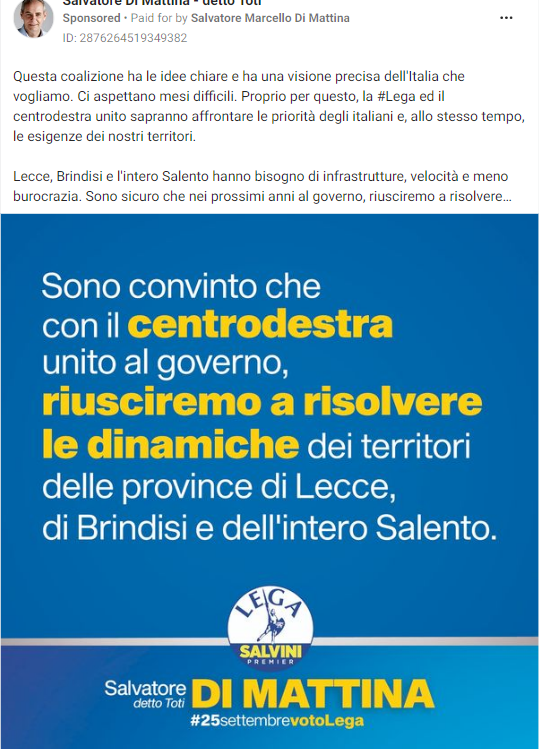 Salvatore Di Mattina - detto Toti
Sponsored • Paid for by Salvatore Marcello Di Mattina
ID: 2876264519349382
Questa coalizione ha le idee chiare e ha una visione precisa dell'Italia che
vogliamo. Ci aspettano mesi difficili. Proprio per questo, la #Lega ed il
centrodestra unito sapranno affrontare le priorità degli italiani e, allo stesso tempo,
le esigenze dei nostri territori.
Lecce, Brindisi e l'intero Salento hanno bisogno di infrastrutture, velocità e meno
burocrazia. Sono sicuro che nei prossimi anni al governo, riusciremo a risolvere...
Sono convinto che
con il centrodestra
unito al governo,
riusciremo a risolvere
le dinamiche dei territori
delle province di Lecce,
di Brindisi e dell'intero Salento.
LEGA
SALVINI
PREMIER
Salvatore
detto Toti
DI MATTINA
#25settembrevotoLega